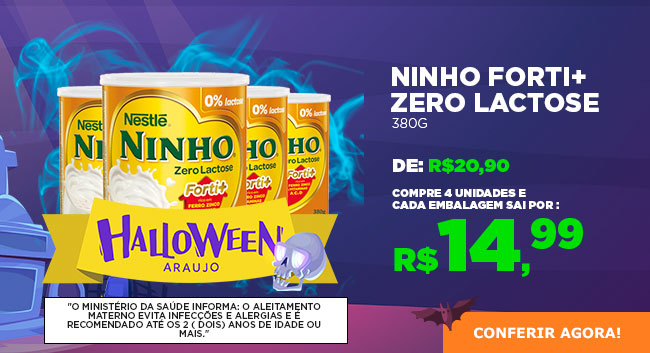 NINHO FORTI+
ZERO LACTOSE
380G
DE: R$20,90
COMPRE 4 UNIDADES E
CADA EMBALAGEM SAI POR :
R$14,99
0% lactose
Nestlé
NINHO
Zero Lactose
Forti+
FERRO ZINCO
380g
HALLOWEEN
ARAUJO
"O MINISTÉRIO DA SAÚDE INFORMA: O ALEITAMENTO
MATERNO EVITA INFECÇÕES E ALERGIAS E É
RECOMENDADO ATÉ OS 2 ( DOIS) ANOS DE IDADE OU
MAIS."
CONFERIR AGORA!